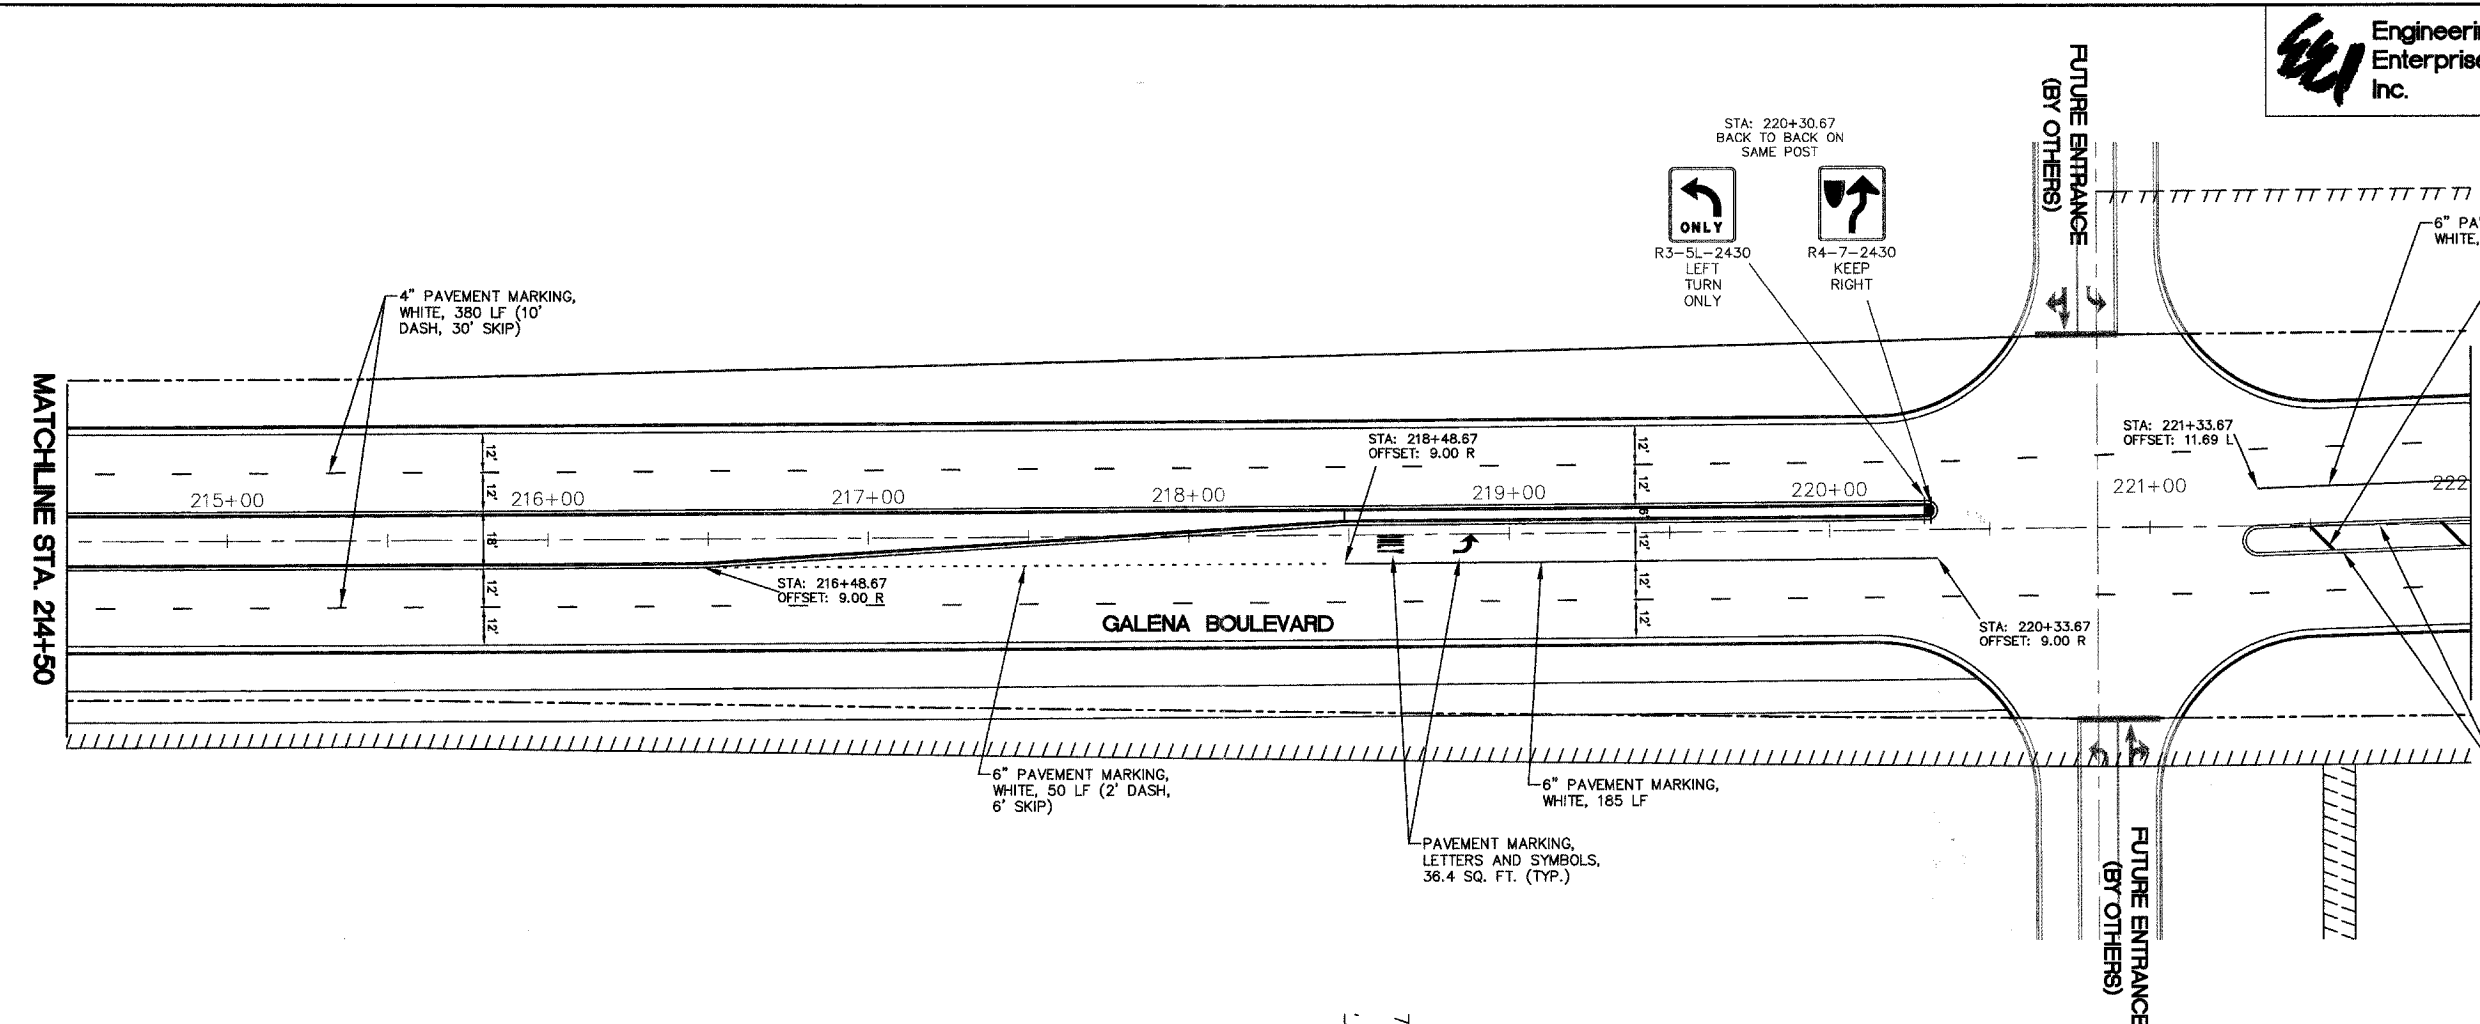 Engineeri
Enterprise
Inc.
FUTURE ENTRANCE
(BY OTHERS)
STA: 220+30.67
BACK TO BACK ON
SAME POST
ONLY
R3-5L-2430
LEFT
TURN
ONLY
R4-7-2430
KEEP
RIGHT
6" PA
WHITE,
4" PAVEMENT MARKING,
WHITE, 380 LF (10'
DASH, 30' SKIP)
MATCHLINE STA. 214+50
STA: 218+48.67
OFFSET: 9.00 R
STA: 221+33.67
OFFSET: 11.69 L
12'
12'
18'
12'
12'
12'
12'
6'
12'
12'
12'
215+00
216+00
217+00
218+00
219+00
220+00
221+00
222
STA: 216+48.67
OFFSET: 9.00 R
GALENA BOULEVARD
STA: 220+33.67
OFFSET: 9.00 R
6" PAVEMENT MARKING,
WHITE, 50 LF (2' DASH,
6' SKIP)
6" PAVEMENT MARKING,
WHITE, 185 LF
PAVEMENT MARKING,
LETTERS AND SYMBOLS,
36.4 SQ. FT. (TYP.)
FUTURE ENTRANCE
(BY OTHERS)